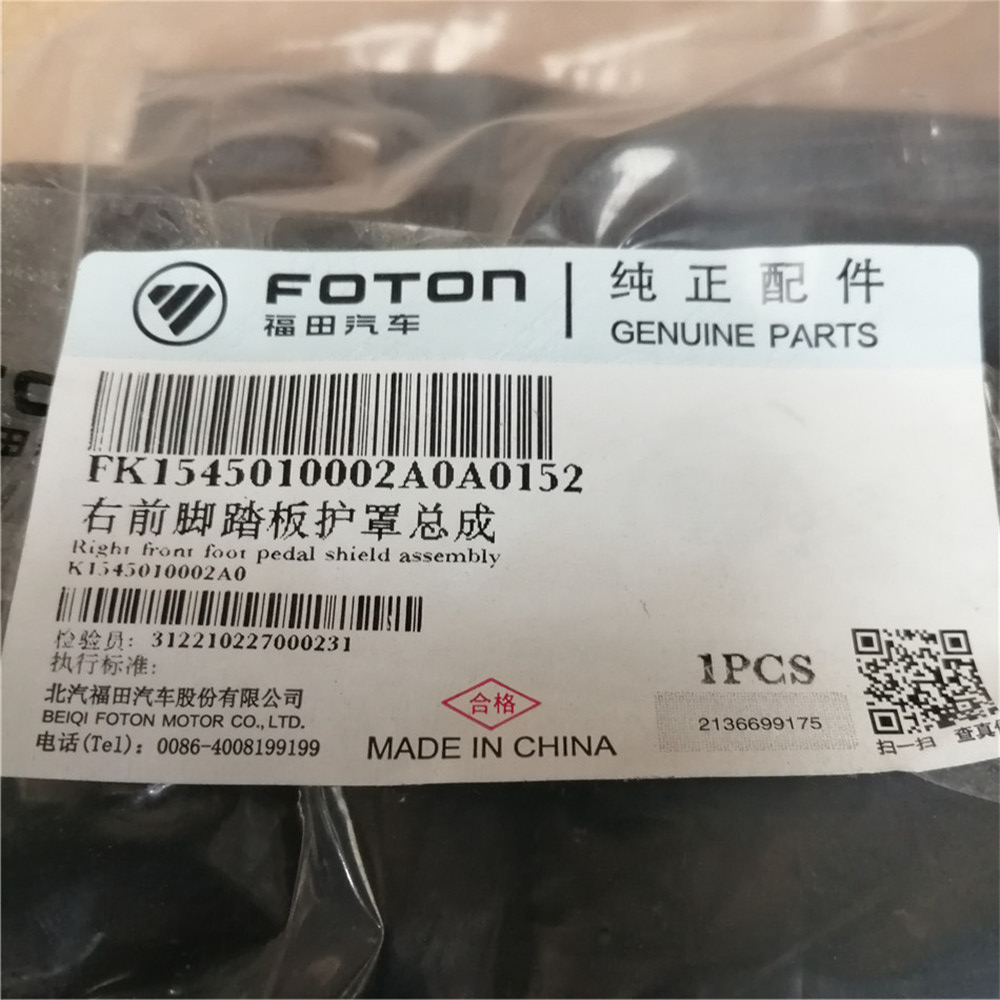 FOTON
福田汽车
纯正配件
GENUINE PARTS
FK1545010002A0A0152
右前脚踏板护罩总成
Right front foot pedal shield assembly
K1545010002A0
检验员: 312210227000231
执行标准:
北汽福田汽车股份有限公司
BEIQI FOTON MOTOR CO., LTD.
电话(Tel): 0086-4008199199
合格
MADE IN CHINA
1PCS
2136699175
扫一扫 查真